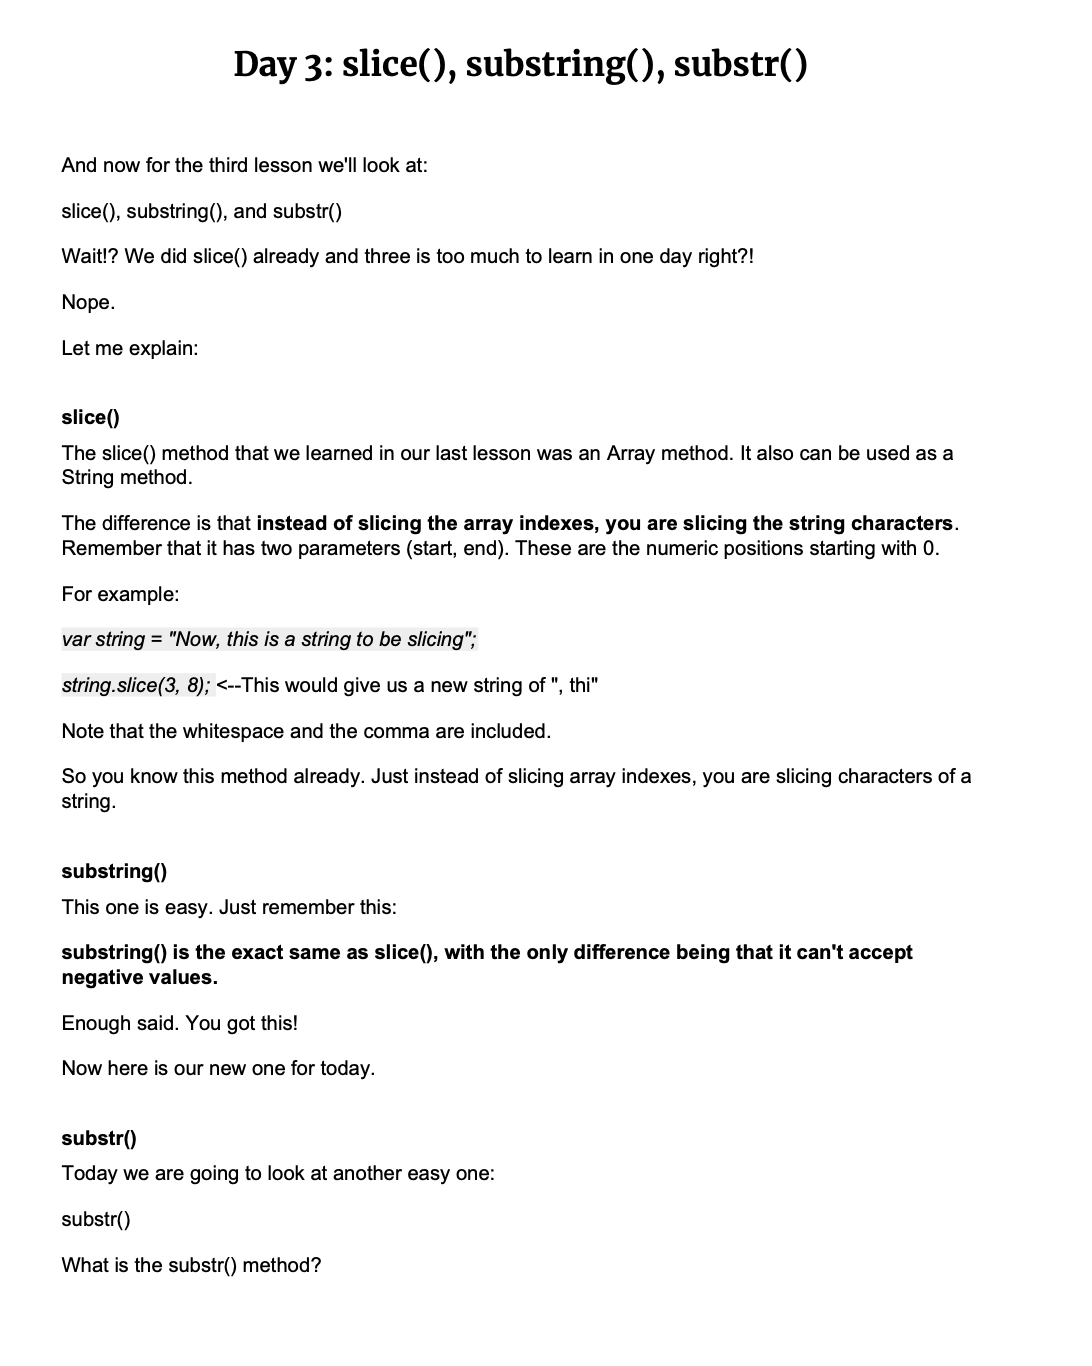 Day 3: slice(), substring(), substr()
And now for the third lesson we'll look at:
slice(), substring(), and substr()
Wait!? We did slice() already and three is too much to learn in one day right?!
Nope.
Let me explain:
slice()
The slice() method that we learned in our last lesson was an Array method. It also can be used as a
String method.
The difference is that instead of slicing the array indexes, you are slicing the string characters.
Remember that it has two parameters (start, end). These are the numeric positions starting with 0.
For example:
var string = "Now, this is a string to be slicing";
string.slice(3, 8); <--This would give us a new string of ", thi"
Note that the whitespace and the comma are included.
So you know this method already. Just instead of slicing array indexes, you are slicing characters of a
string.
substring()
This one is easy. Just remember this:
substring() is the exact same as slice(), with the only difference being that it can't accept
negative values.
Enough said. You got this!
Now here is our new one for today.
substr()
Today we are going to look at another easy one:
substr()
What is the substr() method?